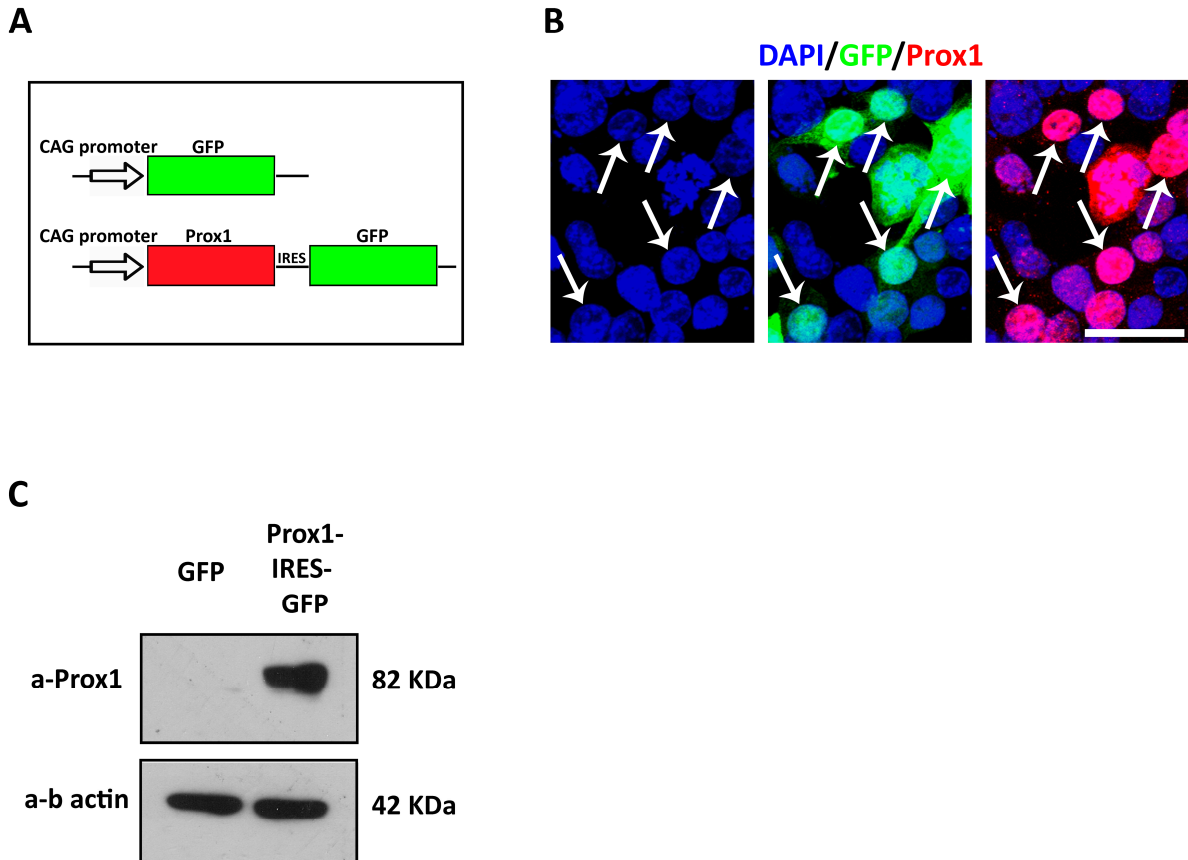 A
CAG promoter GFP
CAG promoter Prox1 IRES GFP
B
DAPI/GFP/Prox1
C
GFP
Prox1-
IRES-
GFP
a-Prox1 82 KDa
a-b actin 42 KDa